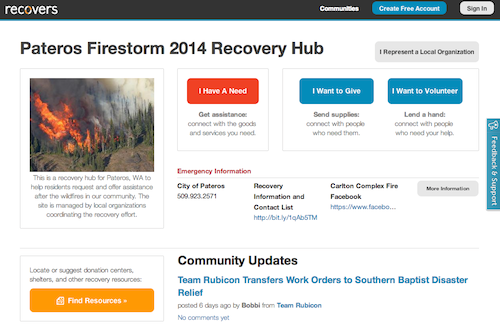 recovers
Communities
Create Free Account
Sign In
Pateros Firestorm 2014 Recovery Hub
I Represent a Local Organization
This is a recovery hub for Pateros, WA to
help residents request and offer assistance
after the wildfires in our community. The
site is managed by local organizations
coordinating the recovery effort.
I Have A Need
Get assistance:
connect with the goods
and services you need.
I Want to Give
Send supplies:
connect with people
who need them.
I Want to Volunteer
Lend a hand:
connect with people
who need your help.
Feedback & Support
Emergency Information
City of Pateros
509.923.2571
Recovery
Information and
Contact List
http://bit.ly/1qAb5TM
Carlton Complex Fire
Facebook
https://www.facebo...
More Information
Locate or suggest donation centers,
shelters, and other recovery resources:
Find Resources »
Community Updates
Team Rubicon Transfers Work Orders to Southern Baptist Disaster
Relief
posted 6 days ago by Bobbi from Team Rubicon
No comments yet